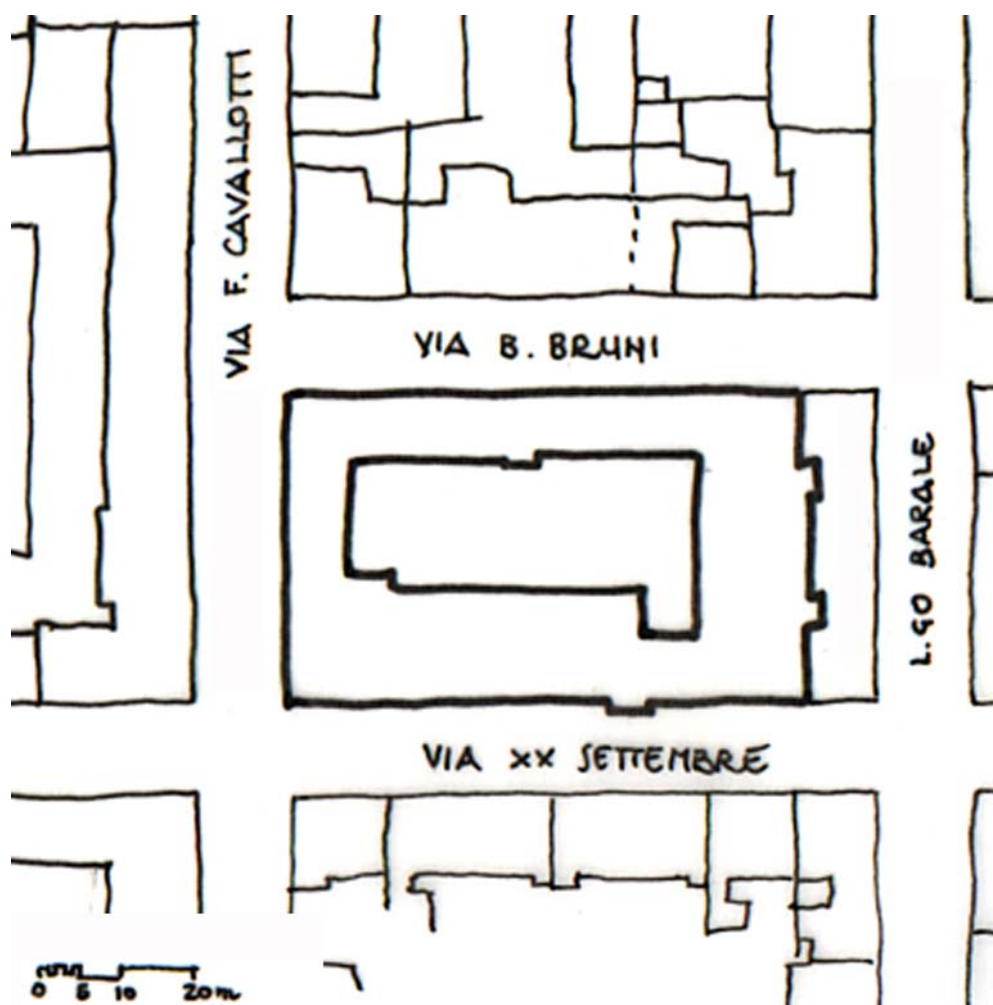 VIA F. CAVALLOTTI
VIA B. BRUNI
L.GO BARALE
VIA XX SETTEMBRE
0 5 10 20m